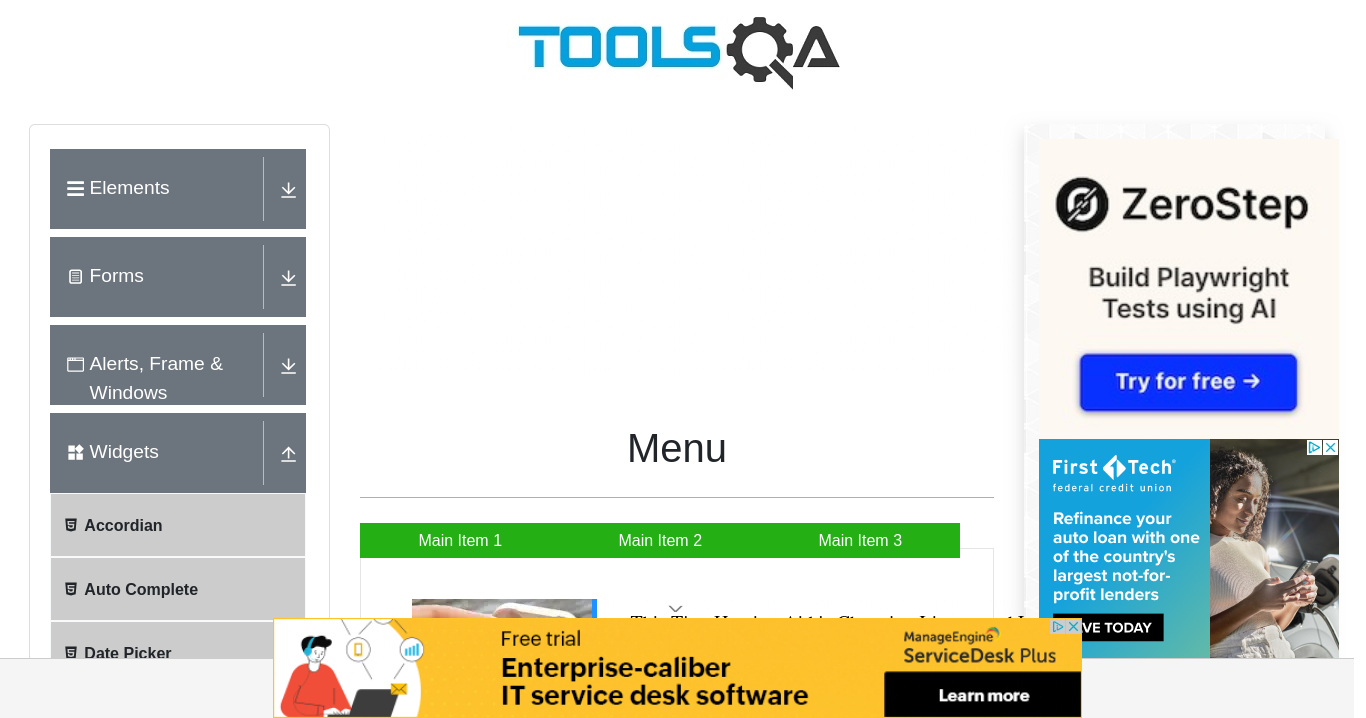 TOOLSQA
Elements
Forms
Alerts, Frame &
Windows
Widgets
Accordian
Auto Complete
Date Picker
Menu
Main Item 1
Main Item 2
Main Item 3
ZeroStep
Build Playwright
Tests using AI
Try for free →
First Tech®
federal credit union
Refinance your
auto loan with one
of the country's
largest not-for-
profit lenders
VE TODAY
Free trial
Enterprise-caliber
IT service desk software
ManageEngine
ServiceDesk Plus
Learn more